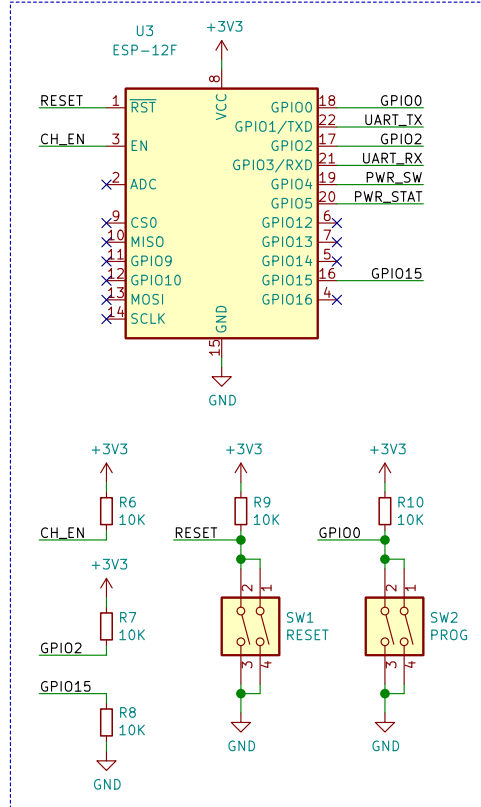 U3
ESP-12F
+3V3
8
VCC
RESET 1 RST GPIO0 18 GPIO0
GPIO1/TXD 22 UART_TX
CH_EN 3 EN GPIO2 17 GPIO2
GPIO3/RXD 21 UART_RX
2 ADC GPIO4 19 PWR_SW
GPIO5 20 PWR_STAT
9 CS0 GPIO12 6
10 MISO GPIO13 7
11 GPIO9 GPIO14 5
12 GPIO10 GPIO15 16 GPIO15
13 MOSI GPIO16 4
14 SCLK
GND
15
GND
+3V3 +3V3 +3V3
R6 R9 R10
10K 10K 10K
CH_EN RESET GPIO0
+3V3
2 1 2 1
R7 SW1 SW2
10K RESET PROG
GPIO2
3 4 3 4
GPIO15
R8
10K
GND GND
GND